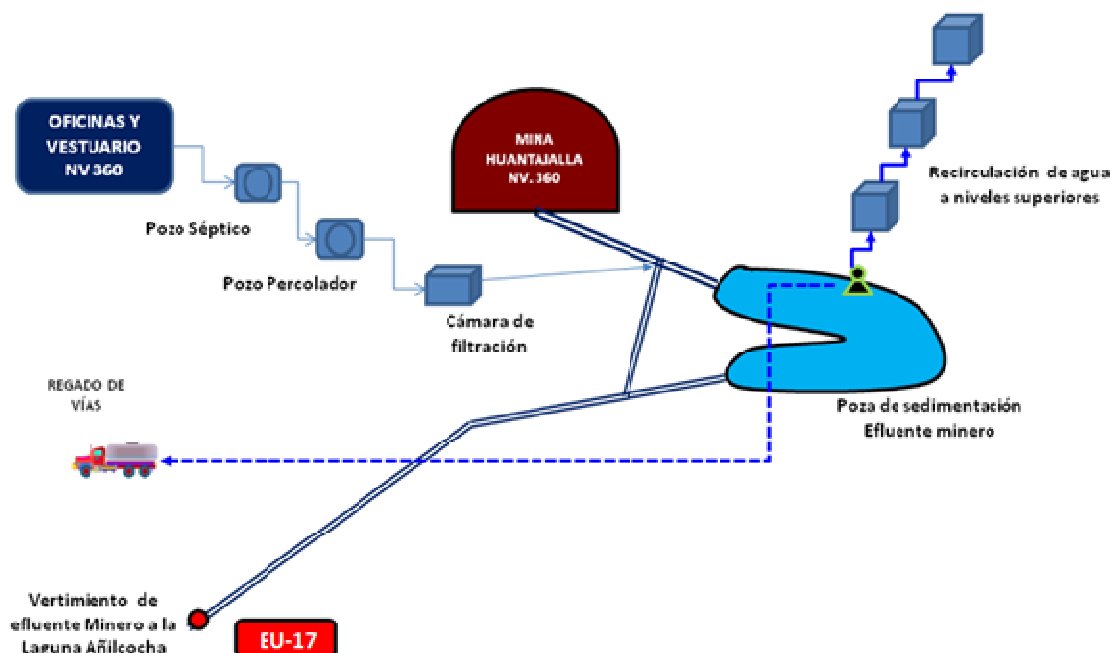 OFICINAS Y
VESTUARIO
NV 360
MINA
HUANTAJALLA
NV. 360
Recirculación de agua
a niveles superiores
Pozo Séptico
Pozo Percolador
Cámara de
filtración
REGADO DE
VÍAS
Poza de sedimentación
Efluente minero
Vertimiento de
efluente Minero a la
Laguna Añilcocha
EU-17